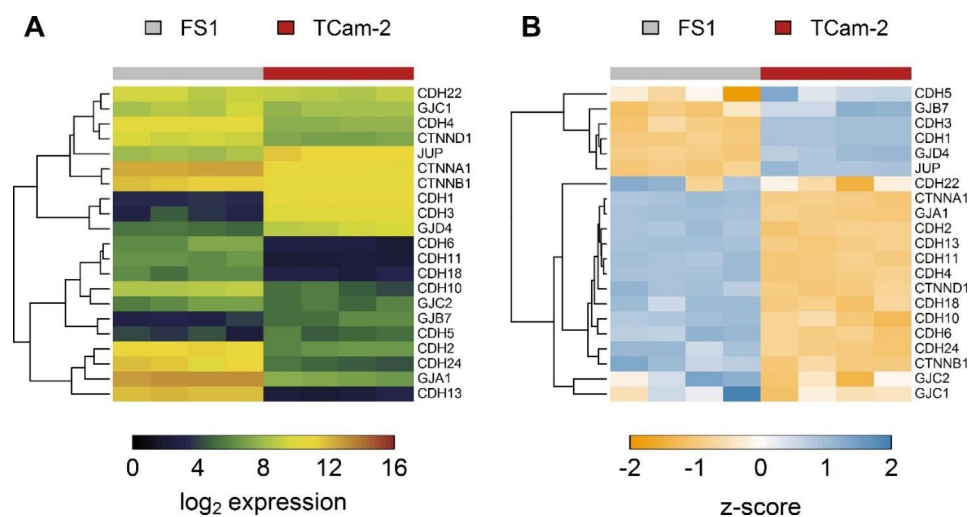 A
FS1 TCam-2
CDH22
GJC1
CDH4
CTNND1
JUP
CTNNA1
CTNNB1
CDH1
CDH3
GJD4
CDH6
CDH11
CDH18
CDH10
GJC2
GJB7
CDH5
CDH2
CDH24
GJA1
CDH13
0 4 8 12 16
log₂ expression
B
FS1 TCam-2
CDH5
GJB7
CDH3
CDH1
GJD4
JUP
CDH22
CTNNA1
GJA1
CDH2
CDH13
CDH11
CDH4
CTNND1
CDH18
CDH10
CDH6
CDH24
CTNNB1
GJC2
GJC1
-2 -1 0 1 2
z-score